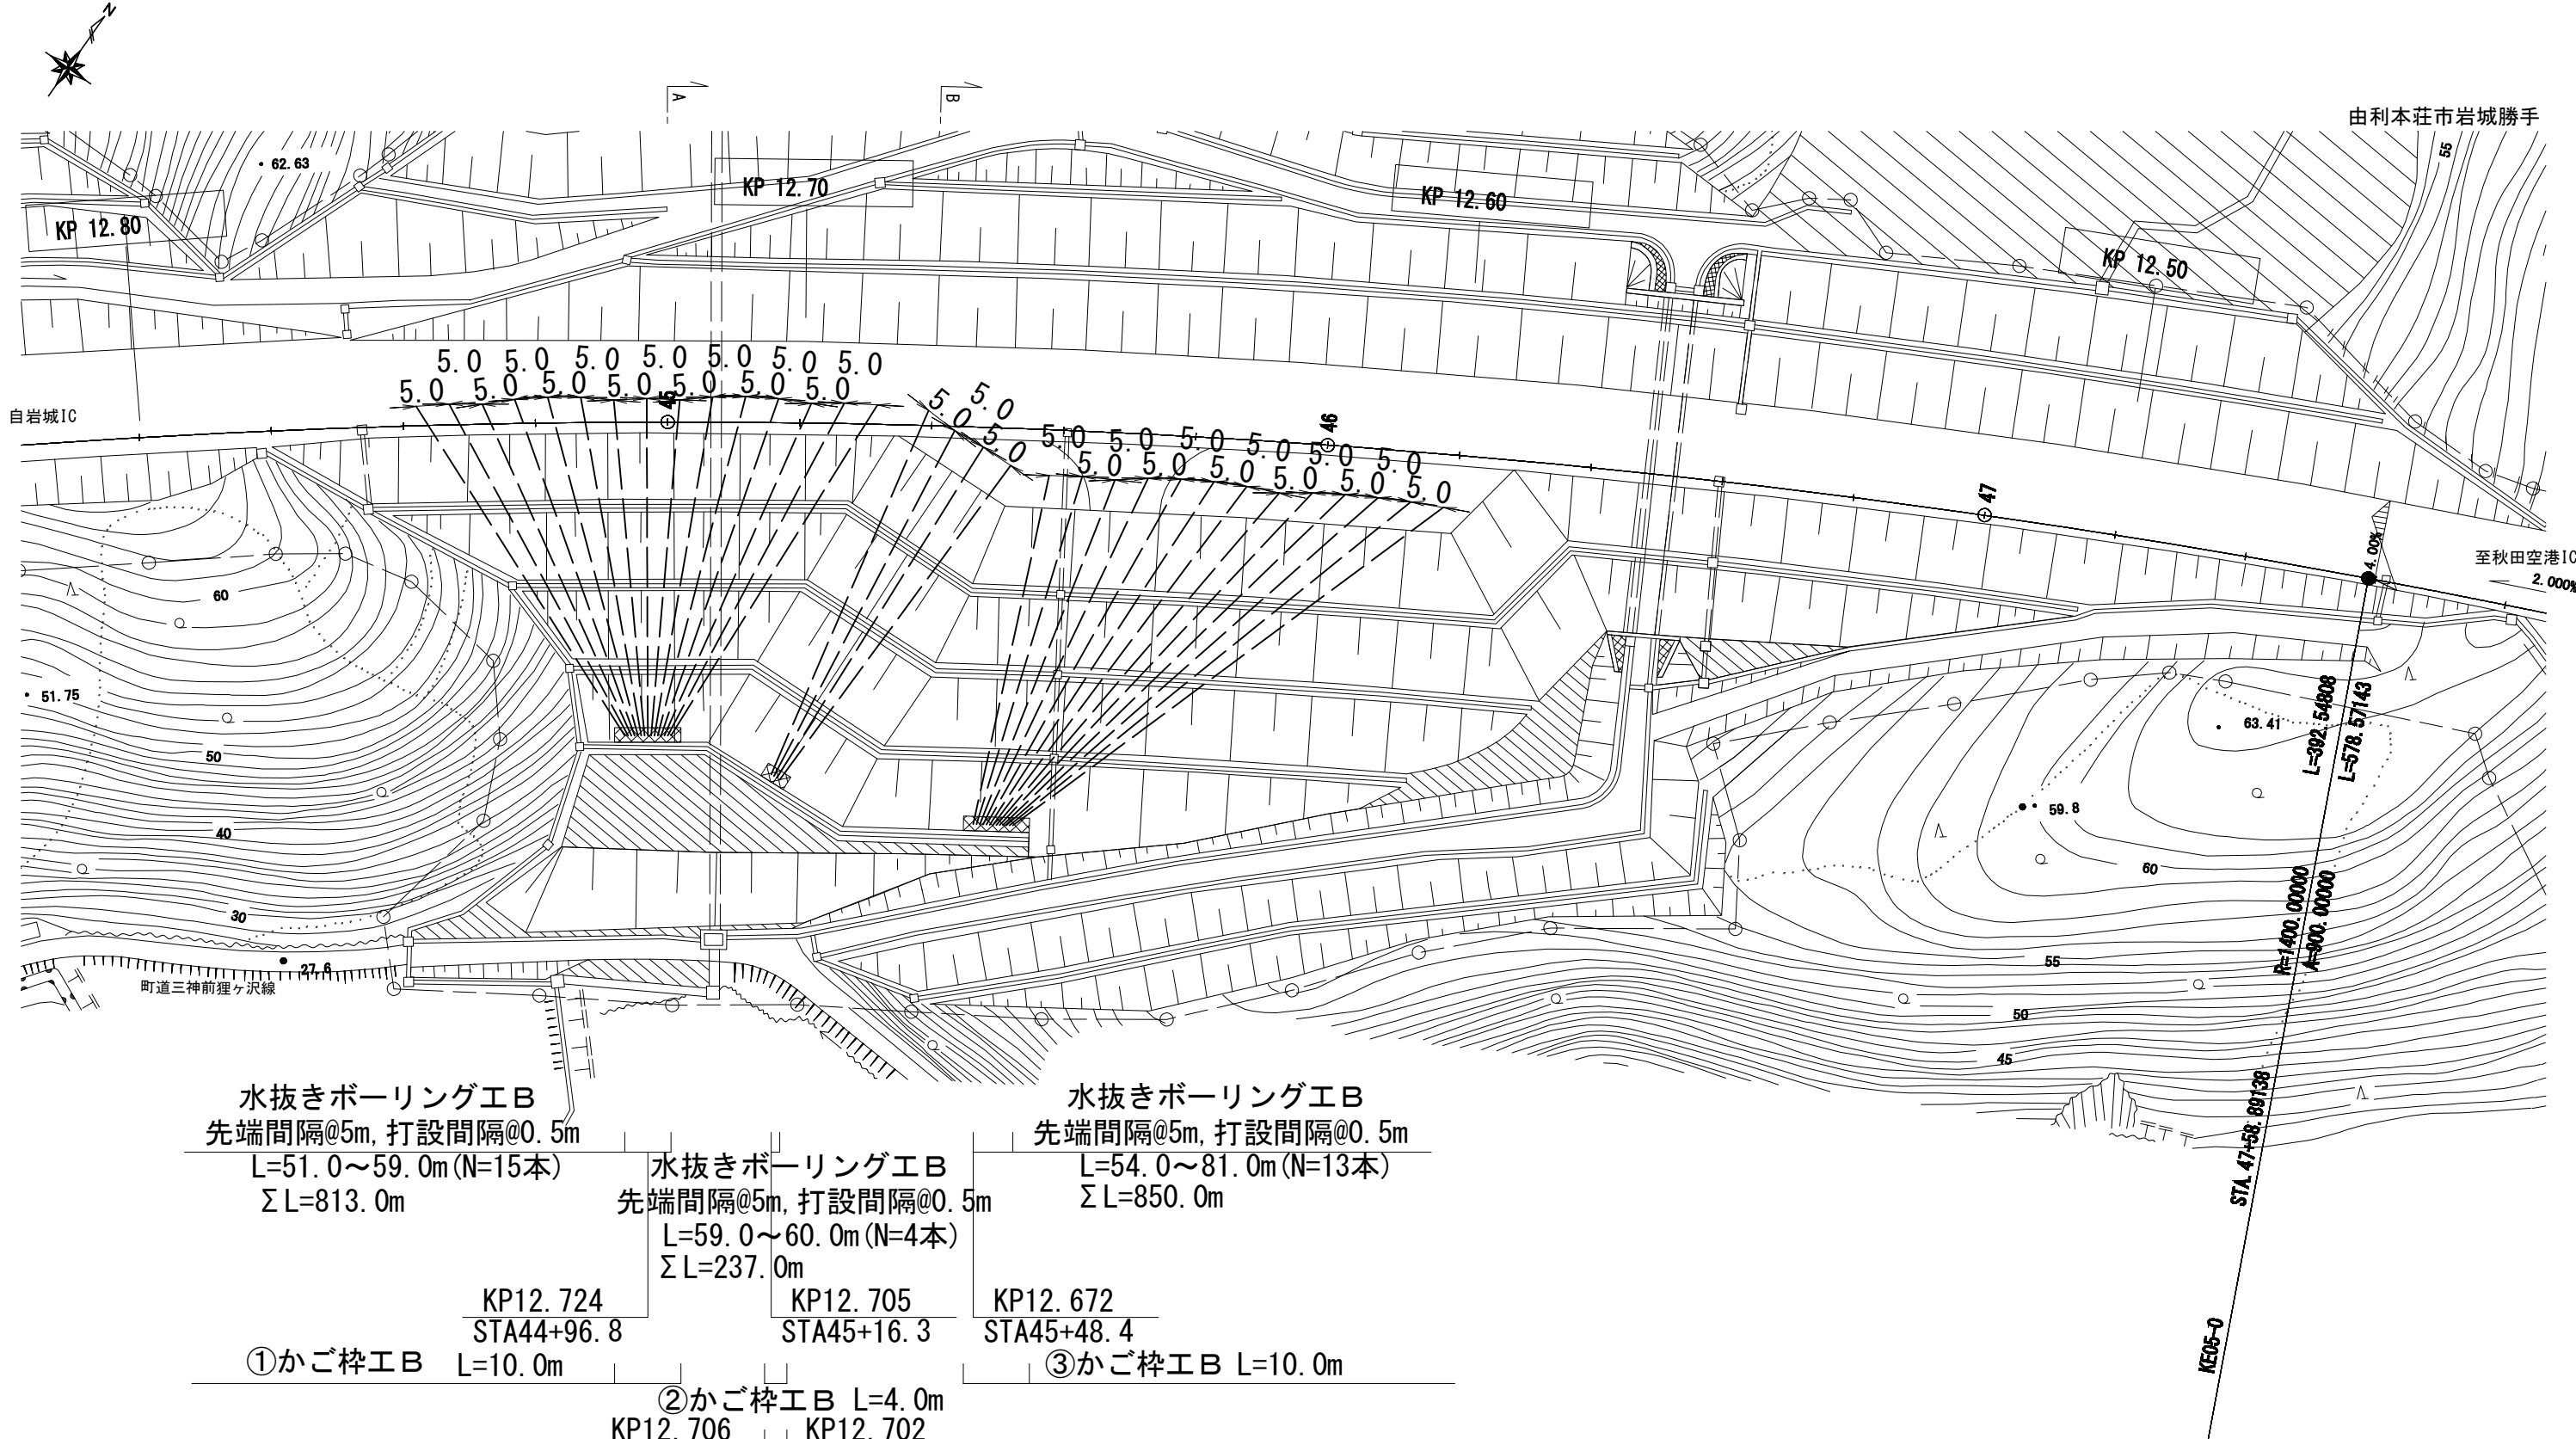 N
A
B
由利本荘市岩城勝手
55
62.63
KP 12.80
KP 12.70
KP 12.60
KP 12.50
5.0 5.0 5.0 5.0 5.0 5.0 5.0
5.0 5.0 5.0 5.0 5.0 5.0 5.0
5.0
5.0
5.0
5.0 5.0 5.0 5.0 5.0 5.0
5.0 5.0 5.0 5.0 5.0 5.0
45
46
47
自岩城IC
至秋田空港IC
4.00%
2.000%
60
51.75
50
40
30
27.6
町道三神前狸ヶ沢線
63.41
59.8
60
55
50
45
L=392.54808
L=578.57143
R=1400.00000
A=900.00000
STA.47+58.89138
KE05-0
水抜きボーリング工B
先端間隔@5m,打設間隔@0.5m
L=51.0～59.0m(N=15本)
ΣL=813.0m
水抜きボーリング工B
先端間隔@5m,打設間隔@0.5m
L=59.0～60.0m(N=4本)
ΣL=237.0m
水抜きボーリング工B
先端間隔@5m,打設間隔@0.5m
L=54.0～81.0m(N=13本)
ΣL=850.0m
KP12.724
STA44+96.8
KP12.705
STA45+16.3
KP12.672
STA45+48.4
①かご枠工B L=10.0m
②かご枠工B L=4.0m
③かご枠工B L=10.0m
KP12.706
KP12.702